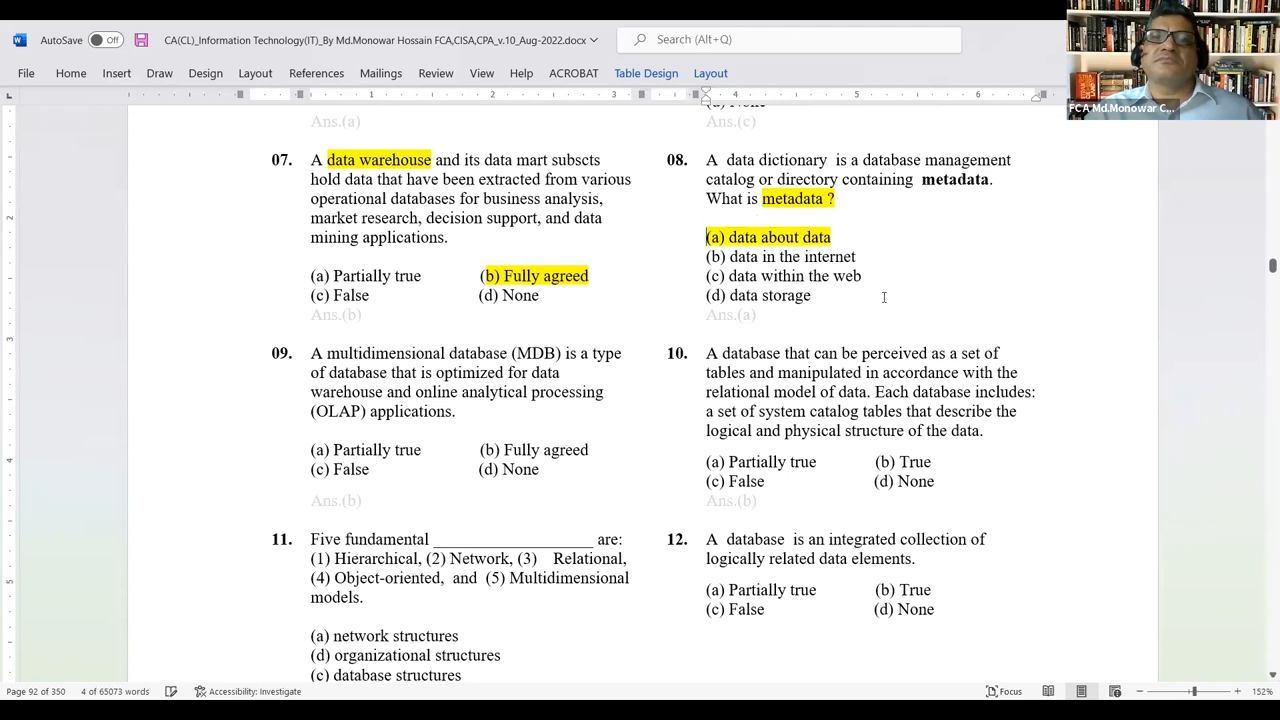 AutoSave Off CA(CL)_Information Technology(IT)_By Md.Monowar Hossain FCA,CISA,CPA_v.10_Aug-2022.docx Search (Alt+Q)
File Home Insert Draw Design Layout References Mailings Review View Help ACROBAT Table Design Layout
FCA Md.Monowar C...
1 2 3 4 5 6
Ans.(a)
07. A data warehouse and its data mart subscts
hold data that have been extracted from various
operational databases for business analysis,
market research, decision support, and data
mining applications.
(a) Partially true (b) Fully agreed
(c) False (d) None
Ans.(b)
(d) None
Ans.(c)
08. A data dictionary is a database management
catalog or directory containing metadata.
What is metadata ?
(a) data about data
(b) data in the internet
(c) data within the web
(d) data storage
Ans.(a)
09. A multidimensional database (MDB) is a type
of database that is optimized for data
warehouse and online analytical processing
(OLAP) applications.
(a) Partially true (b) Fully agreed
(c) False (d) None
Ans.(b)
10. A database that can be perceived as a set of
tables and manipulated in accordance with the
relational model of data. Each database includes:
a set of system catalog tables that describe the
logical and physical structure of the data.
(a) Partially true (b) True
(c) False (d) None
Ans.(b)
11. Five fundamental ___________________ are:
(1) Hierarchical, (2) Network, (3) Relational,
(4) Object-oriented, and (5) Multidimensional
models.
(a) network structures
(d) organizational structures
(c) database structures
12. A database is an integrated collection of
logically related data elements.
(a) Partially true (b) True
(c) False (d) None
Page 92 of 350 4 of 65073 words Accessibility: Investigate Focus 152%